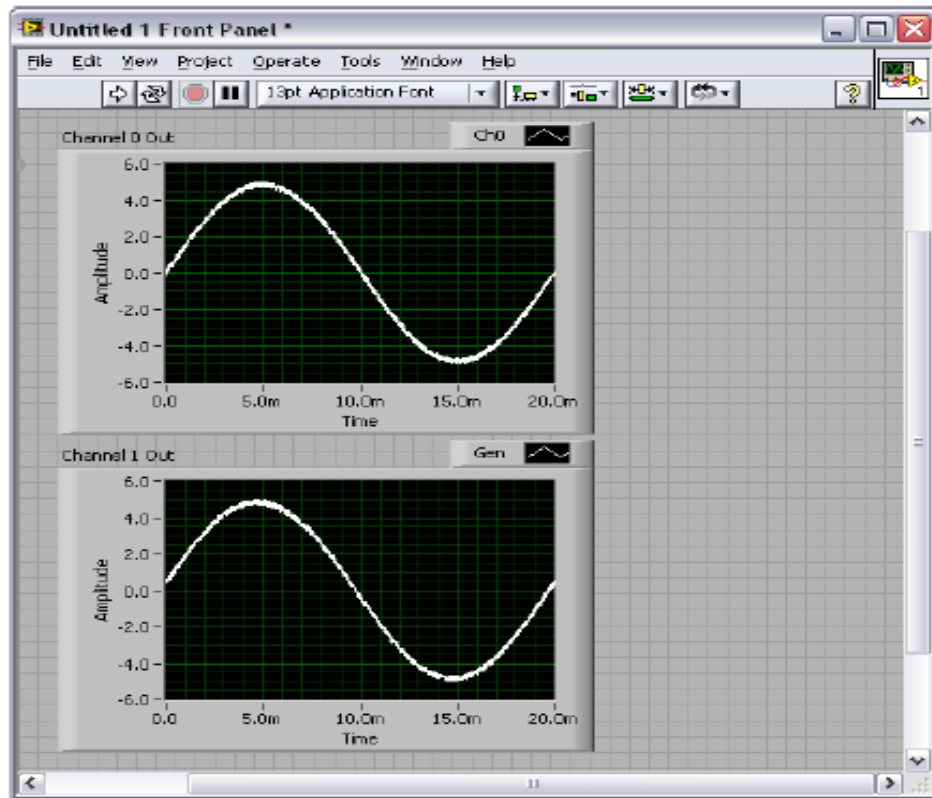 Untitled 1 Front Panel *
File Edit View Project Operate Tools Window Help
13pt Application Font
1
Channel 0 Out
Ch0
6.0
4.0
2.0
0.0
-2.0
-4.0
-6.0
Amplitude
0.0 5.0m 10.0m 15.0m 20.0m
Time
Channel 1 Out
Gen
6.0
4.0
2.0
0.0
-2.0
-4.0
-6.0
Amplitude
0.0 5.0m 10.0m 15.0m 20.0m
Time